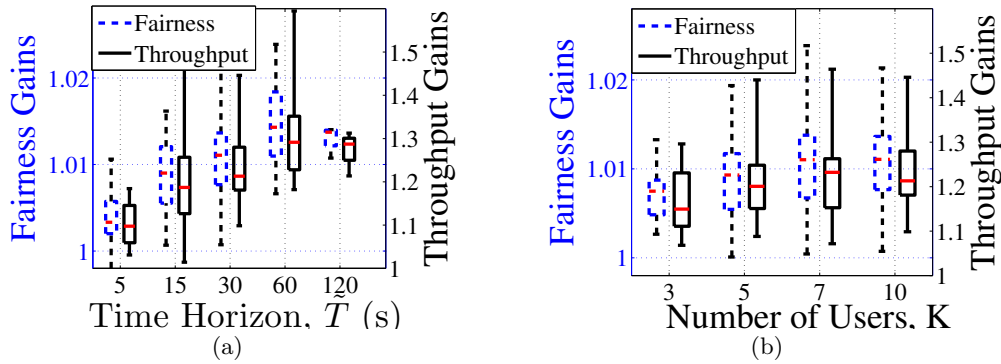 Fairness
Throughput
Fairness Gains
1.02
1.01
1
1.5
1.4
1.3
1.2
1.1
1
Throughput Gains
5 15 30 60 120
Time Horizon, T̃ (s)
(a)
Fairness
Throughput
Fairness Gains
1.02
1.01
1
1.5
1.4
1.3
1.2
1.1
1
Throughput Gains
3 5 7 10
Number of Users, K
(b)